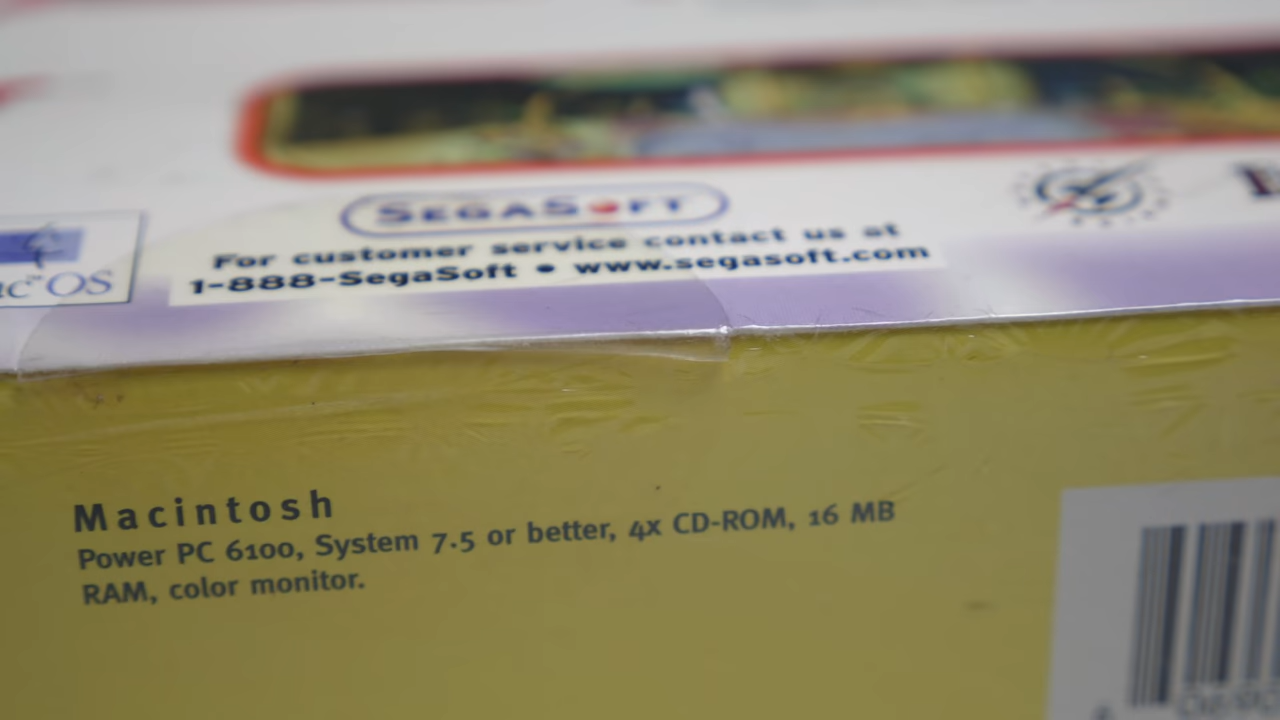 SEGASOFT
For customer service contact us at
1-888-SegaSoft • www.segasoft.com
OS
Macintosh
Power PC 6100, System 7.5 or better, 4x CD-ROM, 16 MB
RAM, color monitor.